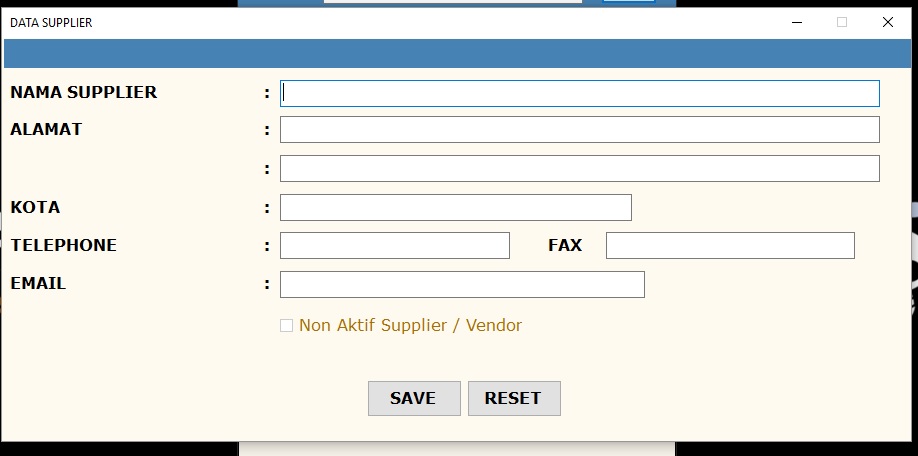 DATA SUPPLIER
NAMA SUPPLIER :
ALAMAT :
:
KOTA :
TELEPHONE : FAX
EMAIL :
Non Aktif Supplier / Vendor
SAVE RESET